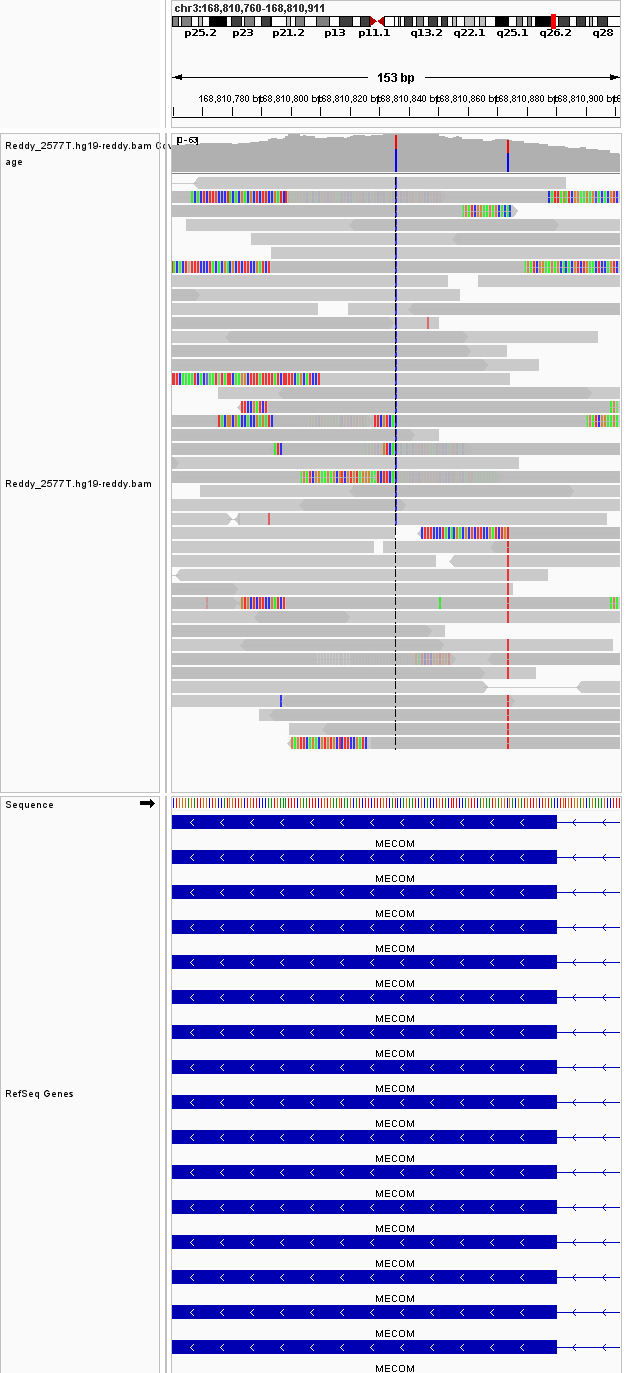 chr3:168,810,760-168,810,911
p25.2 p23 p21.2 p13 p11.1 q13.2 q22.1 q25.1 q26.2 q28
153 bp
168,810,780 bp 168,810,800 bp 168,810,820 bp 168,810,840 bp 168,810,860 bp 168,810,880 bp 168,810,900 bp
[0-63]
Reddy_2577T.hg19-reddy.bam Cov
age
Reddy_2577T.hg19-reddy.bam
Sequence
MECOM
MECOM
MECOM
MECOM
MECOM
MECOM
MECOM
MECOM
RefSeq Genes
MECOM
MECOM
MECOM
MECOM
MECOM
MECOM
MECOM
MECOM